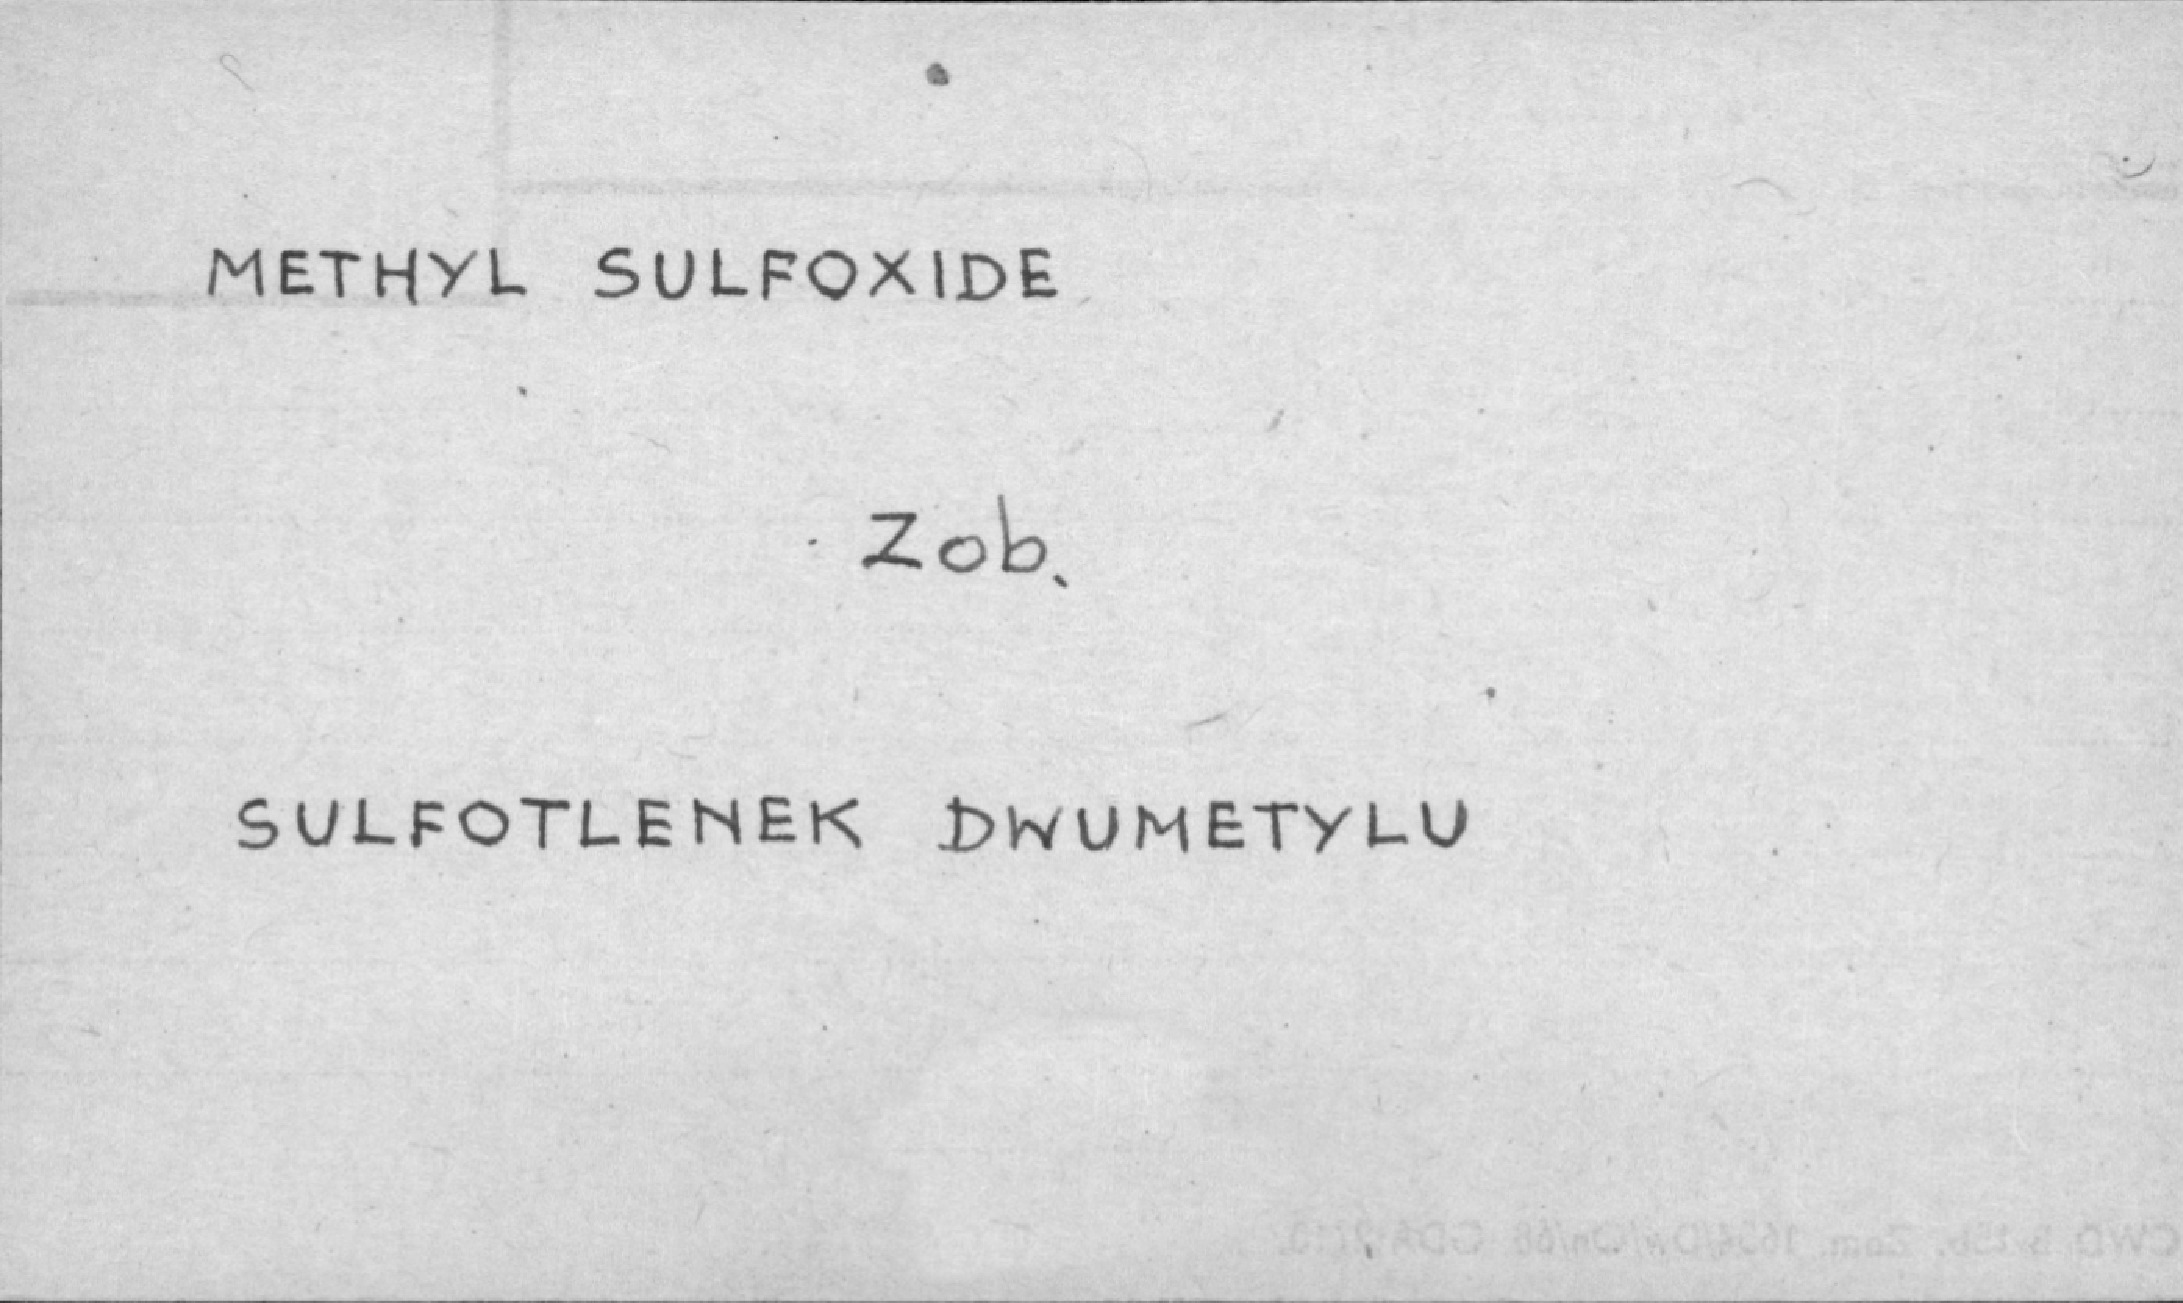 METHYL SULFOXIDE
Zob.
SULFOTLENEK DWUMETYLU